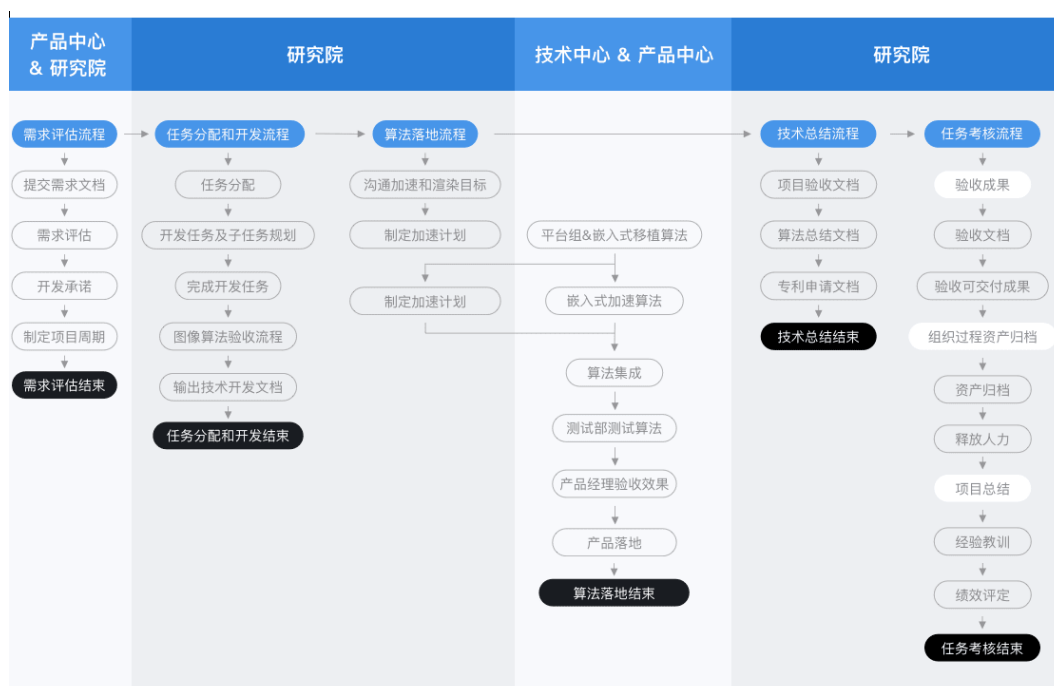 产品中心
& 研究院
研究院
技术中心 & 产品中心
研究院
需求评估流程
提交需求文档
需求评估
开发承诺
制定项目周期
需求评估结束
任务分配和开发流程
任务分配
开发任务及子任务规划
完成开发任务
图像算法验收流程
输出技术开发文档
任务分配和开发结束
算法落地流程
沟通加速和渲染目标
制定加速计划
制定加速计划
平台组&嵌入式移植算法
嵌入式加速算法
算法集成
测试部测试算法
产品经理验收效果
产品落地
算法落地结束
技术总结流程
项目验收文档
算法总结文档
专利申请文档
技术总结结束
任务考核流程
验收成果
验收文档
验收可交付成果
组织过程资产归档
资产归档
释放人力
项目总结
经验教训
绩效评定
任务考核结束